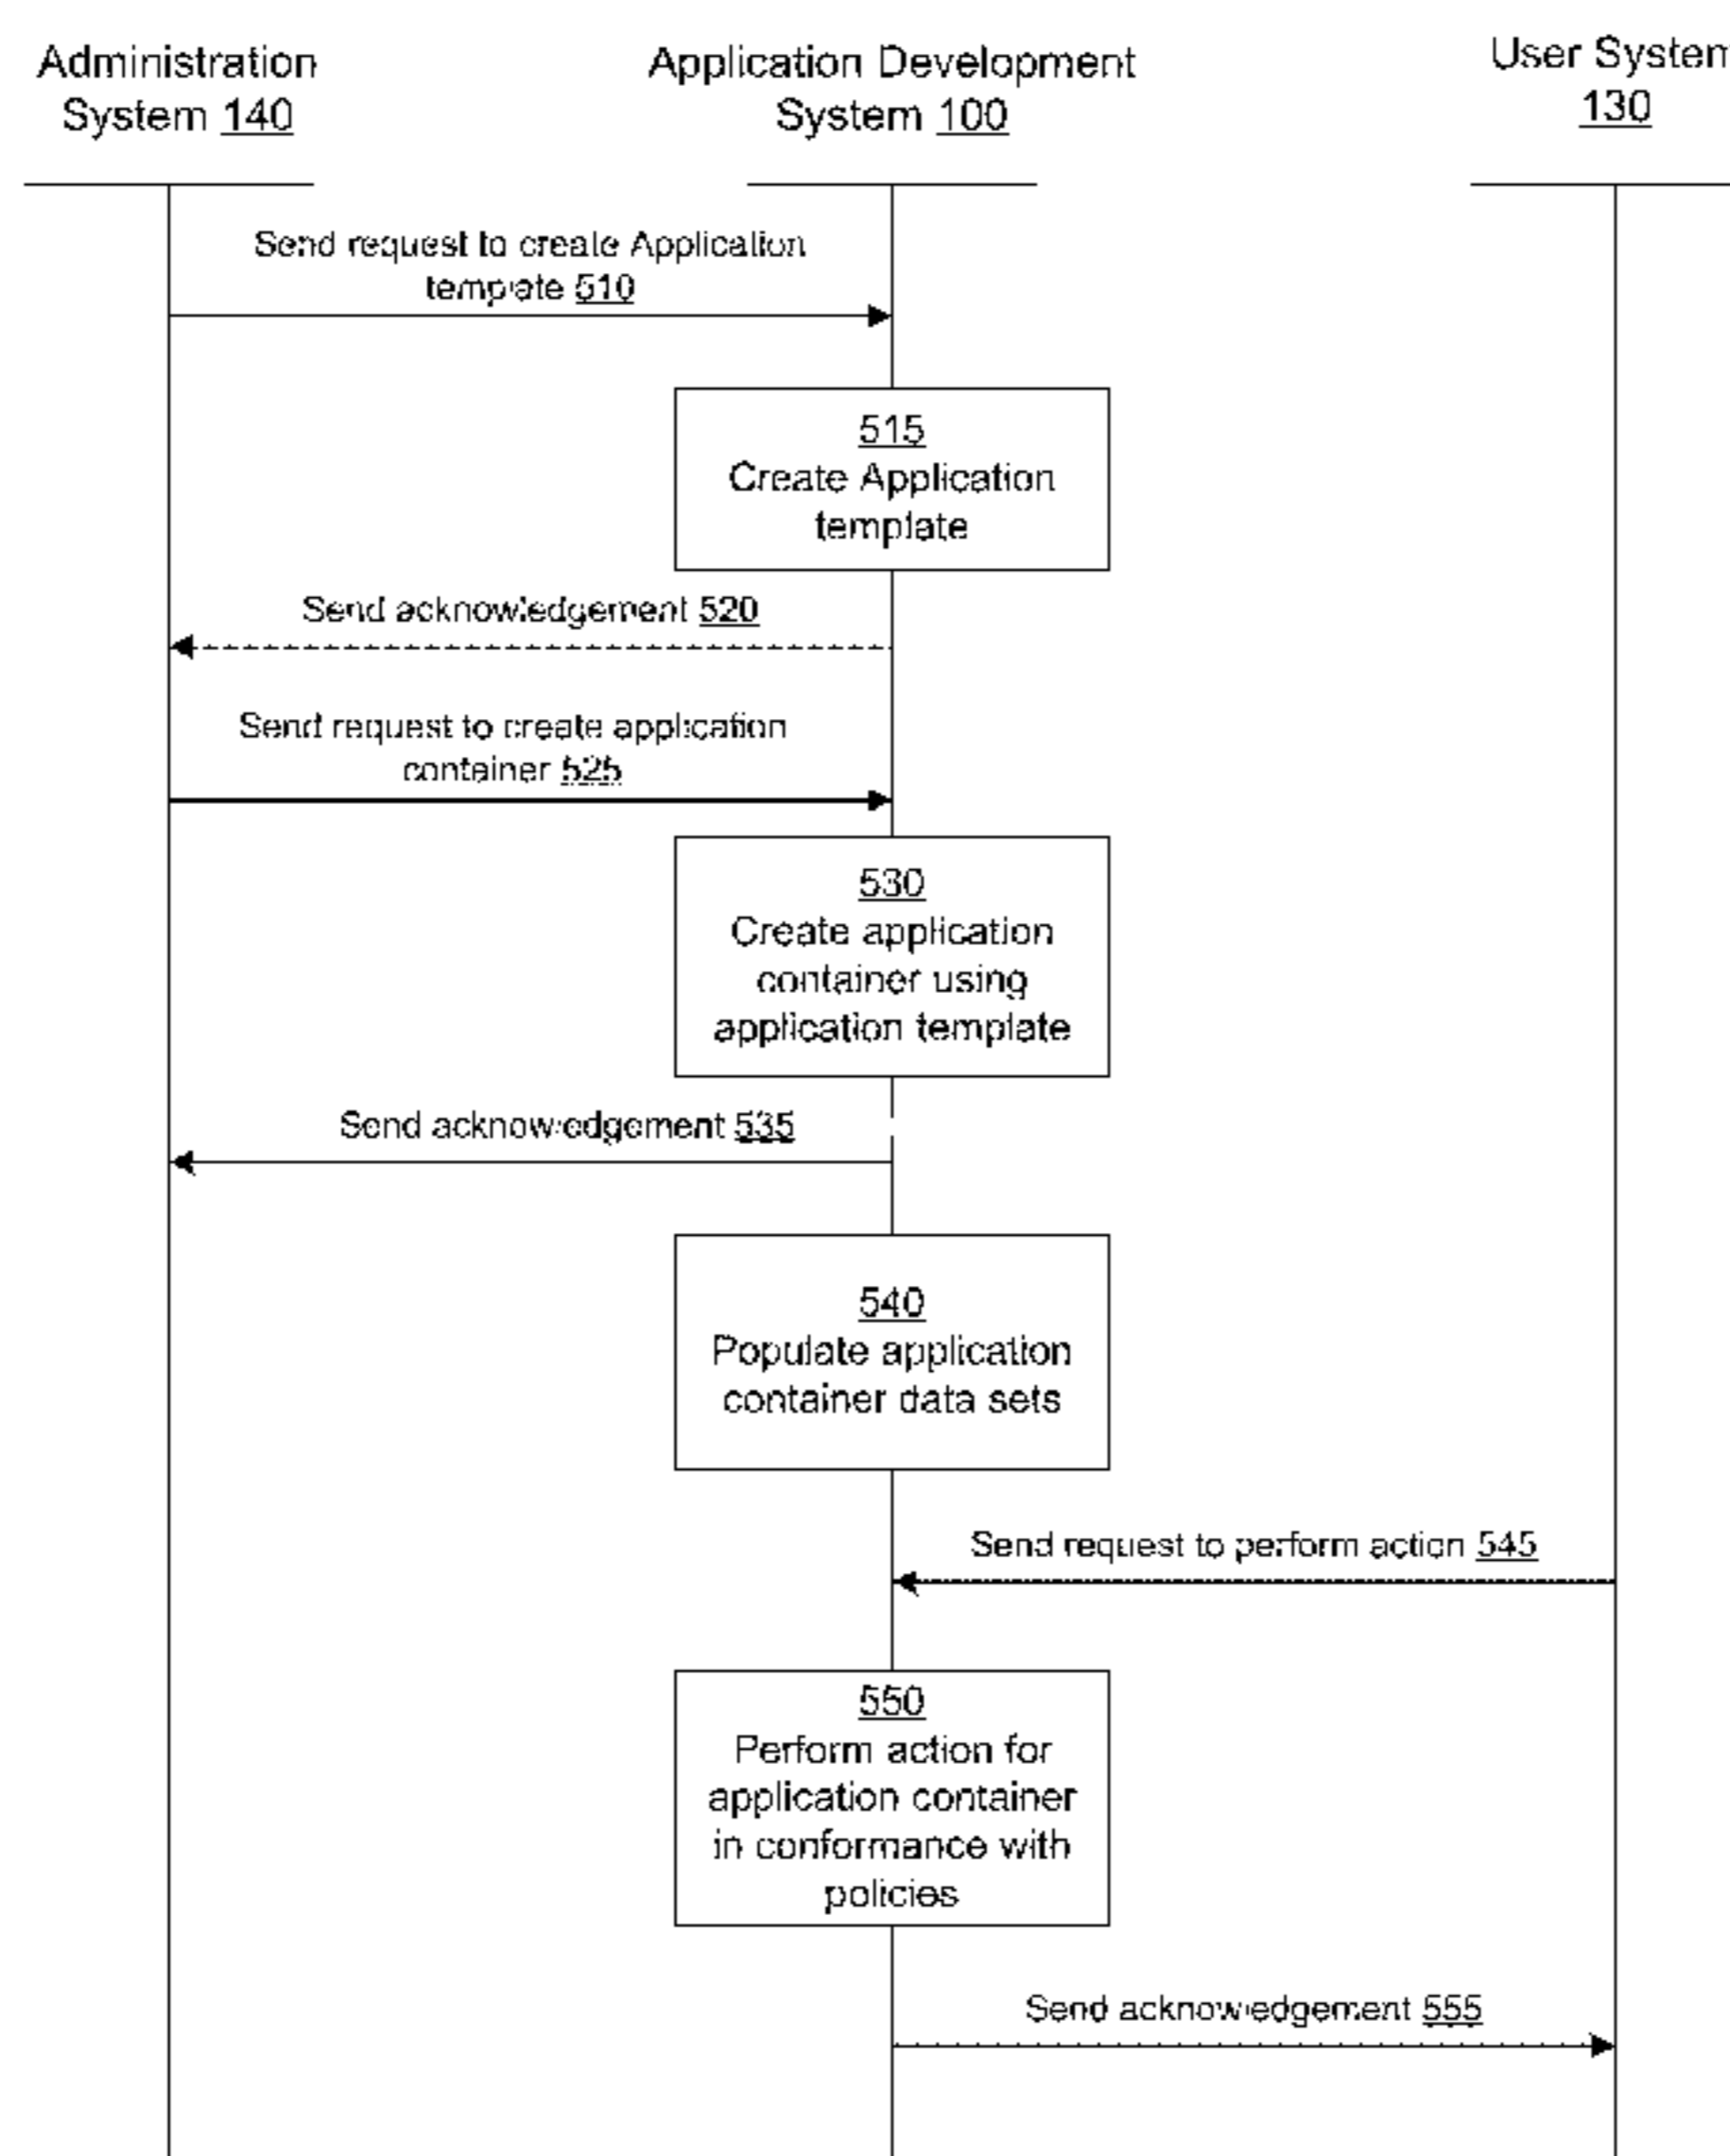 Administration
System 140
Application Development
System 100
User System
130
Send request to create Application
template 510
515
Create Application
template
Send acknowledgement 520
Send request to create application
container 525
530
Create application
container using
application template
Send acknowledgement 535
540
Populate application
container data sets
Send request to perform action 545
550
Perform action for
application container
in conformance with
policies
Send acknowledgement 555